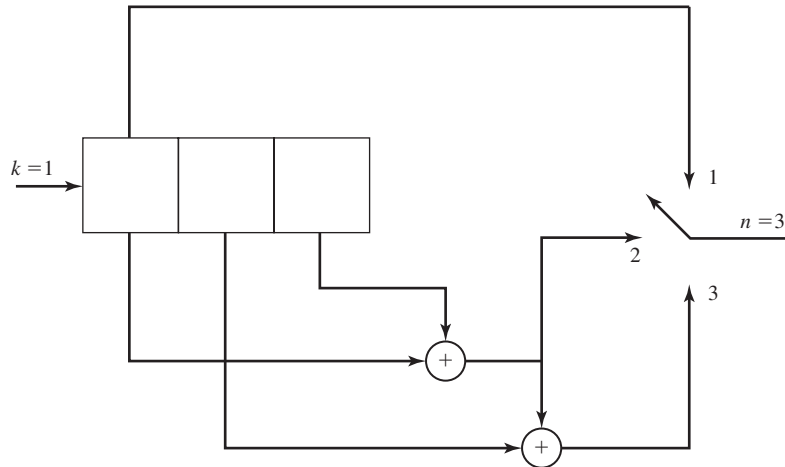 1
k = 1
n = 3
2
3
+
+